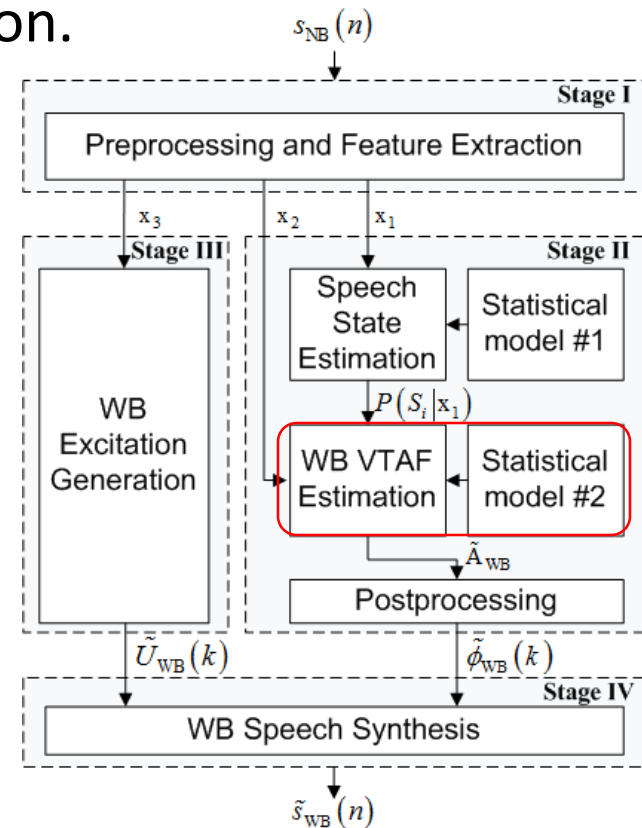 on.
s_NB(n)
Stage I
Preprocessing and Feature Extraction
x_3
x_2
x_1
Stage III
Stage II
Speech
State
Estimation
Statistical
model #1
P(S_i|x_1)
WB
Excitation
Generation
WB VTAF
Estimation
Statistical
model #2
Ã_WB
Postprocessing
Ũ_WB(k)
ϕ̃_WB(k)
Stage IV
WB Speech Synthesis
s̃_WB(n)